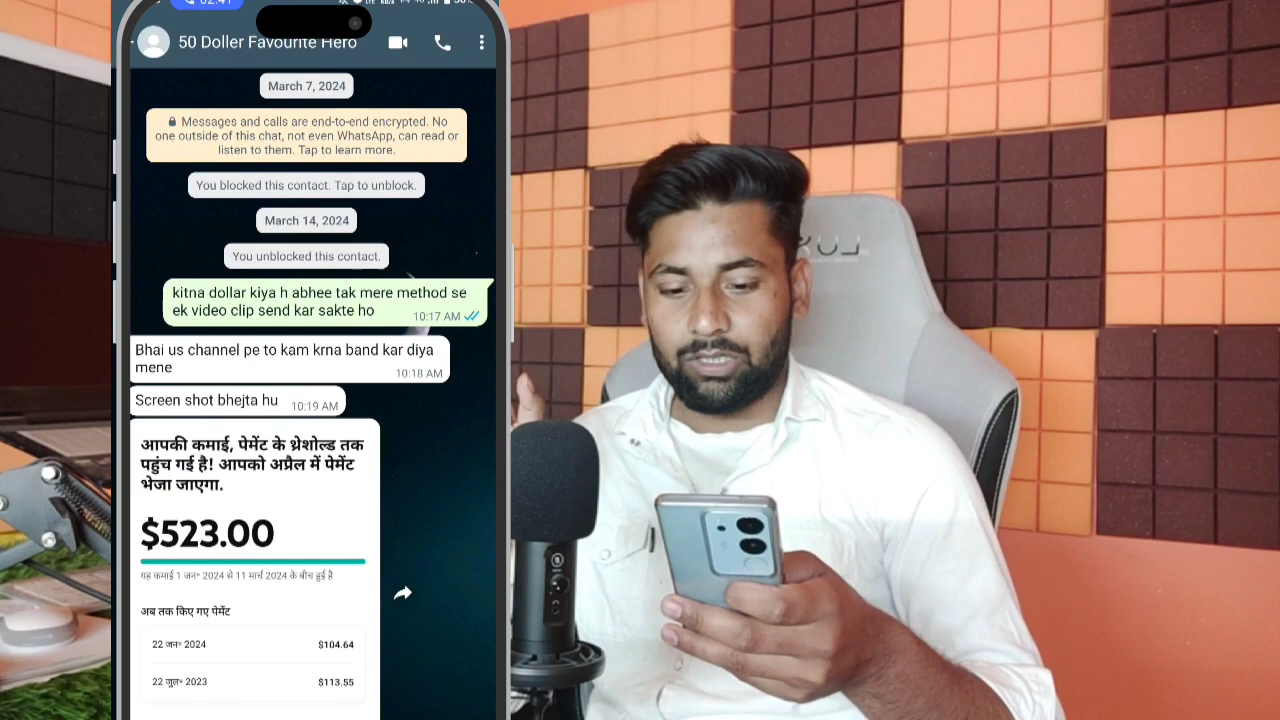 02:41
50 Doller Favourite Hero
March 7, 2024
Messages and calls are end-to-end encrypted. No
one outside of this chat, not even WhatsApp, can read or
listen to them. Tap to learn more.
You blocked this contact. Tap to unblock.
March 14, 2024
You unblocked this contact.
kitna dollar kiya h abhee tak mere method se
ek video clip send kar sakte ho
10:17 AM
Bhai us channel pe to kam krna band kar diya
mene
10:18 AM
Screen shot bhejta hu
10:19 AM
आपकी कमाई, पेमेंट के थ्रेशोल्ड तक
पहुंच गई है! आपको अप्रैल में पेमेंट
भेजा जाएगा.
$523.00
यह कमाई 1 जन॰ 2024 से 11 मार्च 2024 के बीच हुई है
अब तक किए गए पेमेंट
22 जन॰ 2024 $104.64
22 जुल॰ 2023 $113.55